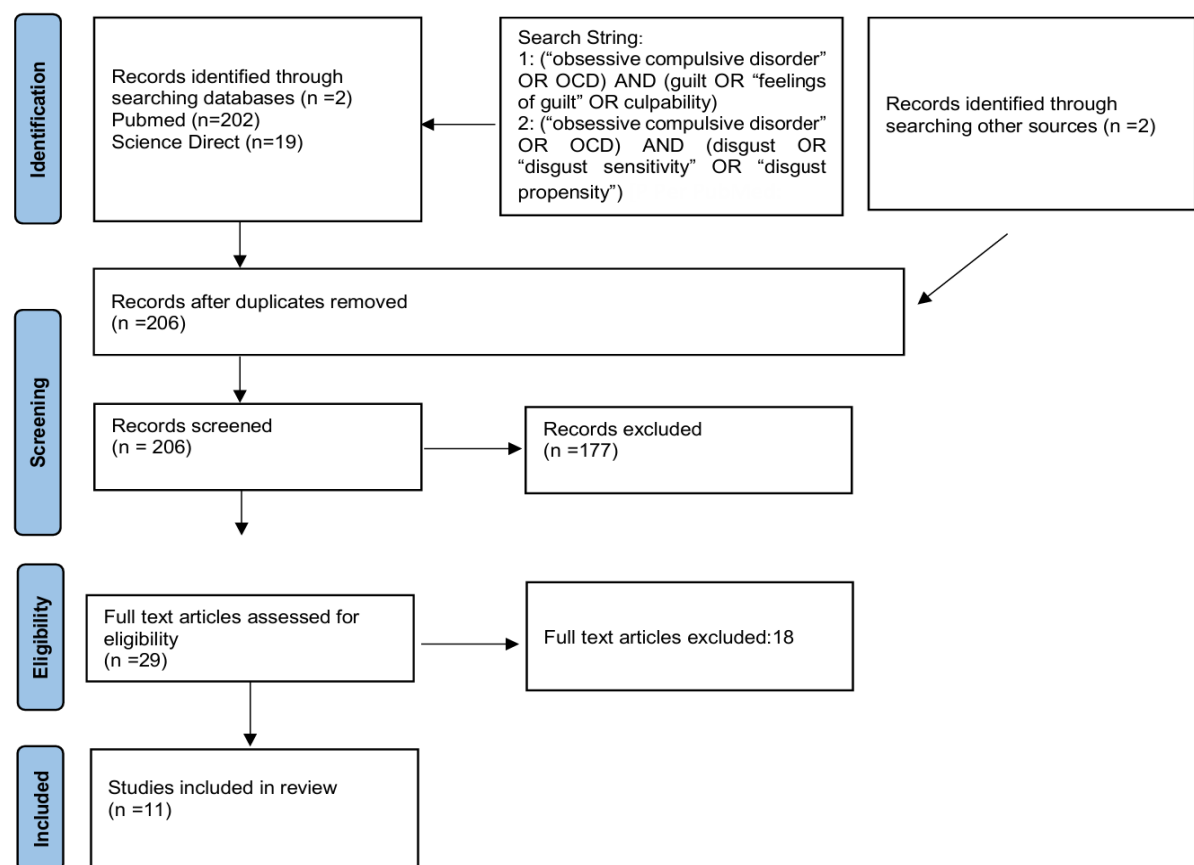 Identification
Records identified through
searching databases (n =2)
Pubmed (n=202)
Science Direct (n=19)
Search String:
1: (“obsessive compulsive disorder”
OR OCD) AND (guilt OR “feelings
of guilt” OR culpability)
2: (“obsessive compulsive disorder”
OR OCD) AND (disgust OR
“disgust sensitivity” OR “disgust
propensity”)
Records identified through
searching other sources (n =2)
Screening
Records after duplicates removed
(n =206)
Records screened
(n = 206)
Records excluded
(n =177)
Eligibility
Full text articles assessed for
eligibility
(n =29)
Full text articles excluded:18
Included
Studies included in review
(n =11)